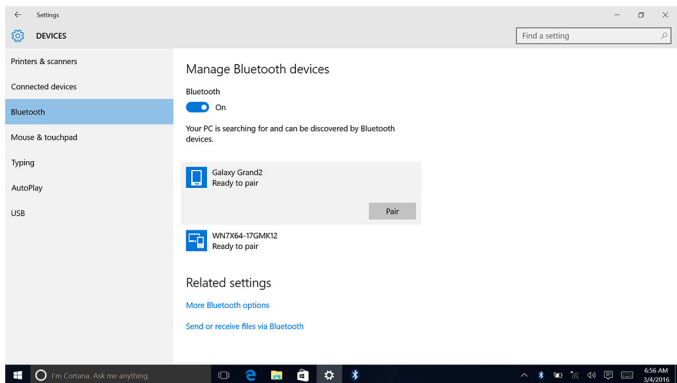 Settings
DEVICES
Find a setting
Printers & scanners
Connected devices
Bluetooth
Mouse & touchpad
Typing
AutoPlay
USB
Manage Bluetooth devices
Bluetooth
On
Your PC is searching for and can be discovered by Bluetooth
devices.
Galaxy Grand2
Ready to pair
Pair
WN7X64-17GMK12
Ready to pair
Related settings
More Bluetooth options
Send or receive files via Bluetooth
I'm Cortana. Ask me anything.
6:56 AM
3/4/2016